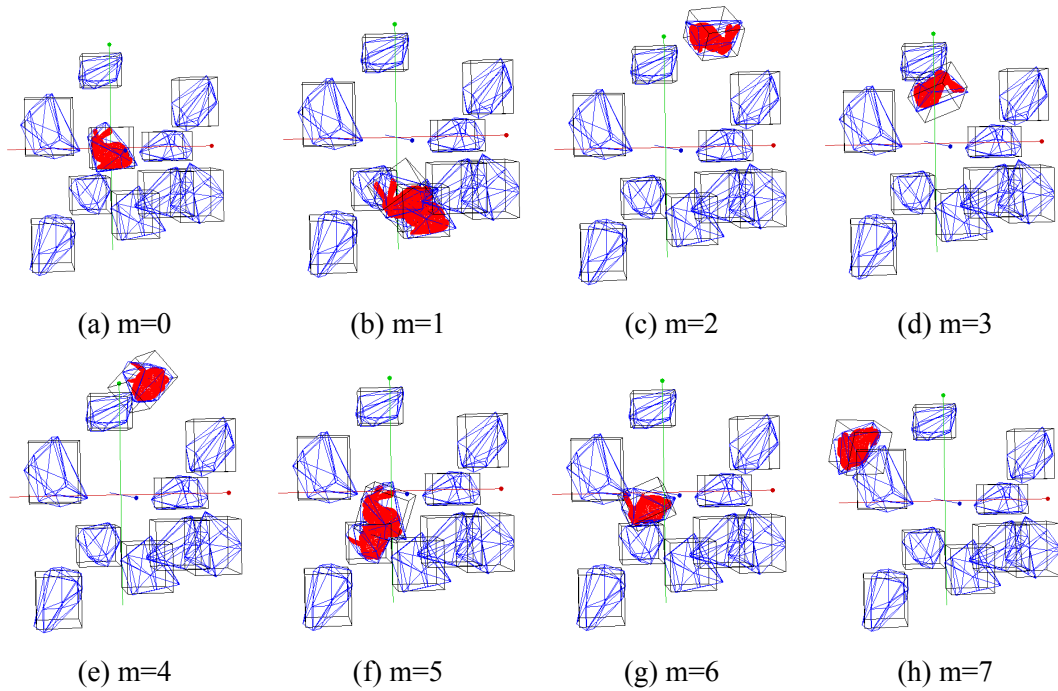 (a) m=0
(b) m=1
(c) m=2
(d) m=3
(e) m=4
(f) m=5
(g) m=6
(h) m=7